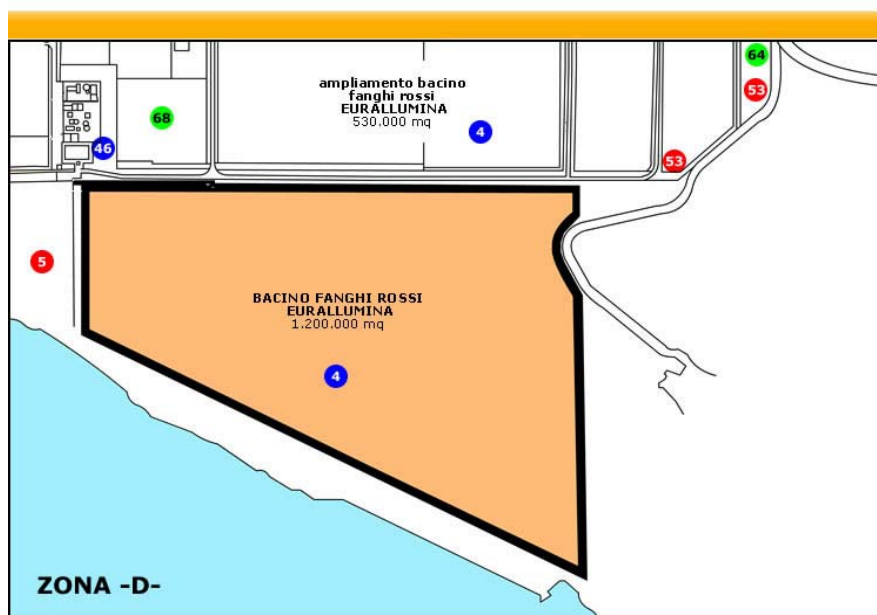 64
ampliamento bacino
fanghi rossi
EURALLUMINA
530.000 mq
53
68
4
46
53
5
BACINO FANGHI ROSSI
EURALLUMINA
1.200.000 mq
4
ZONA -D-